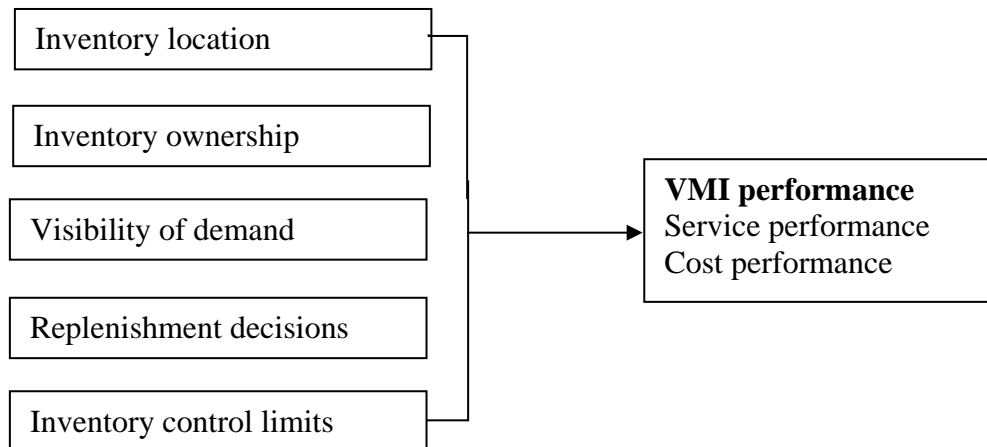 Inventory location
Inventory ownership
Visibility of demand
Replenishment decisions
Inventory control limits
VMI performance
Service performance
Cost performance